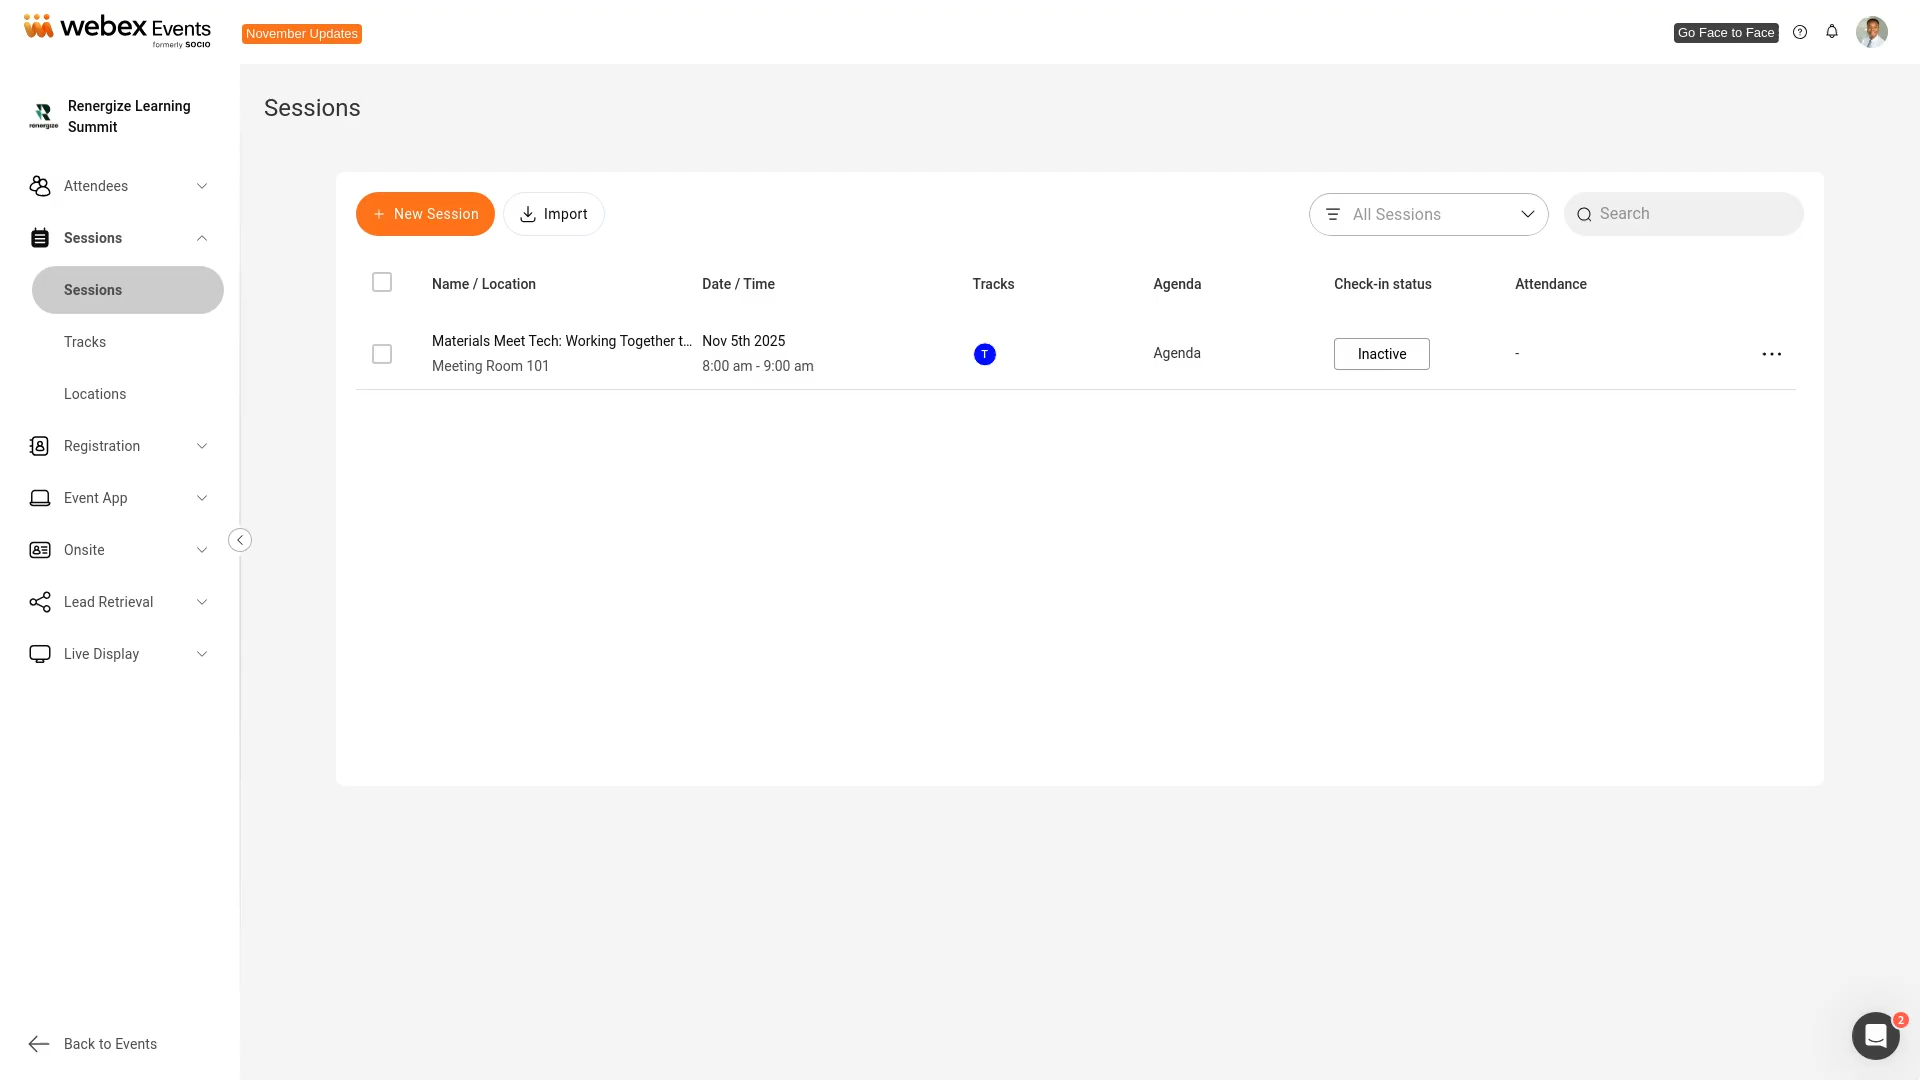 webex Events
formerly SOCIO
November Updates
Go Face to Face
Renergize Learning
Summit
renergize
Attendees
Sessions
Sessions
Tracks
Locations
Registration
Event App
Onsite
Lead Retrieval
Live Display
Back to Events
Sessions
+ New Session
Import
All Sessions
Search
Name / Location
Date / Time
Tracks
Agenda
Check-in status
Attendance
Materials Meet Tech: Working Together t...
Nov 5th 2025
T
Agenda
Inactive
-
Meeting Room 101
8:00 am - 9:00 am
2